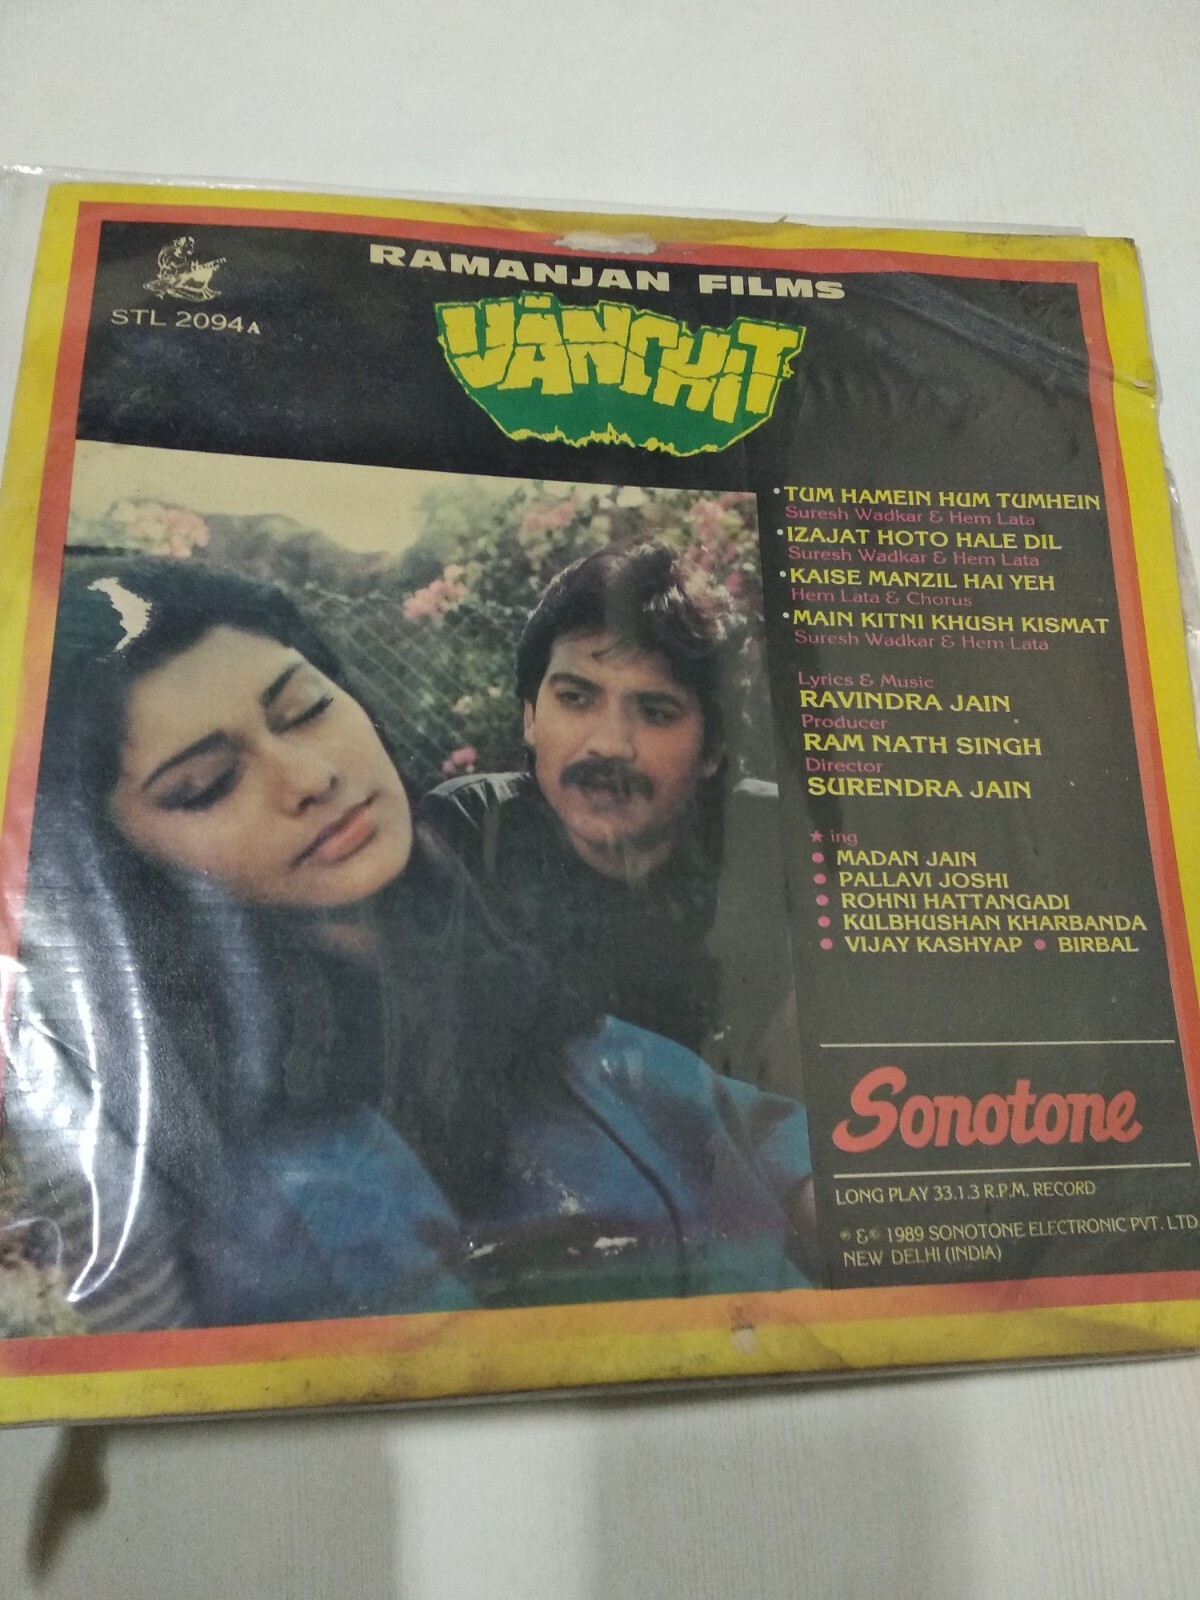 RAMANJAN FILMS
STL 2094 A
VÄNCHIT
• TUM HAMEIN HUM TUMHEIN
Suresh Wadkar & Hem Lata
• IZAJAT HOTO HALE DIL
Suresh Wadkar & Hem Lata
• KAISE MANZIL HAI YEH
Hem Lata & Chorus
• MAIN KITNI KHUSH KISMAT
Suresh Wadkar & Hem Lata
Lyrics & Music
RAVINDRA JAIN
Producer
RAM NATH SINGH
Director
SURENDRA JAIN
★ ing
● MADAN JAIN
● PALLAVI JOSHI
● ROHNI HATTANGADI
● KULBHUSHAN KHARBANDA
● VIJAY KASHYAP ● BIRBAL
Sonotone
LONG PLAY 33.1.3 R.P.M. RECORD
℗ & © 1989 SONOTONE ELECTRONIC PVT. LTD
NEW DELHI (INDIA)